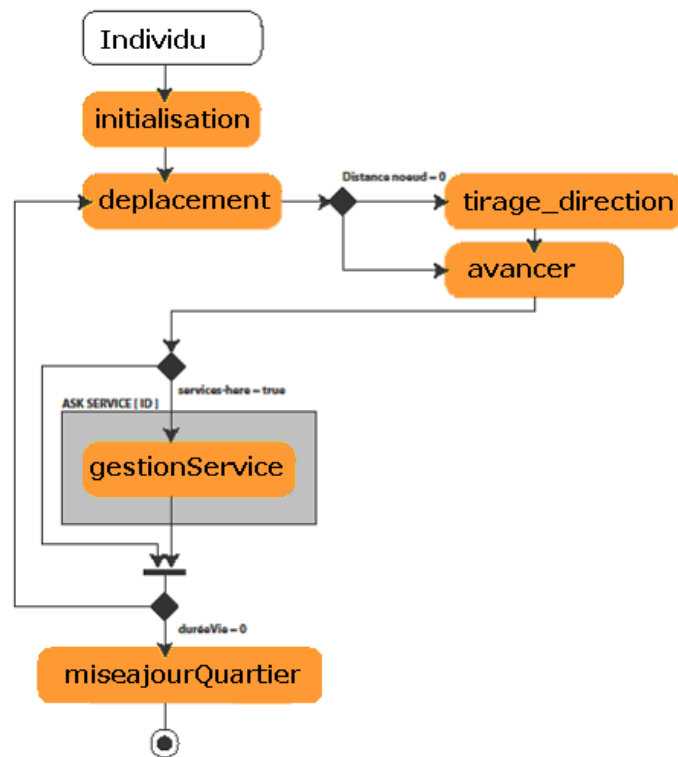 Individu
initialisation
deplacement
Distance noeud = 0
tirage_direction
avancer
services-here = true
ASK SERVICE [ ID ]
gestionService
duréeVie = 0
miseajourQuartier